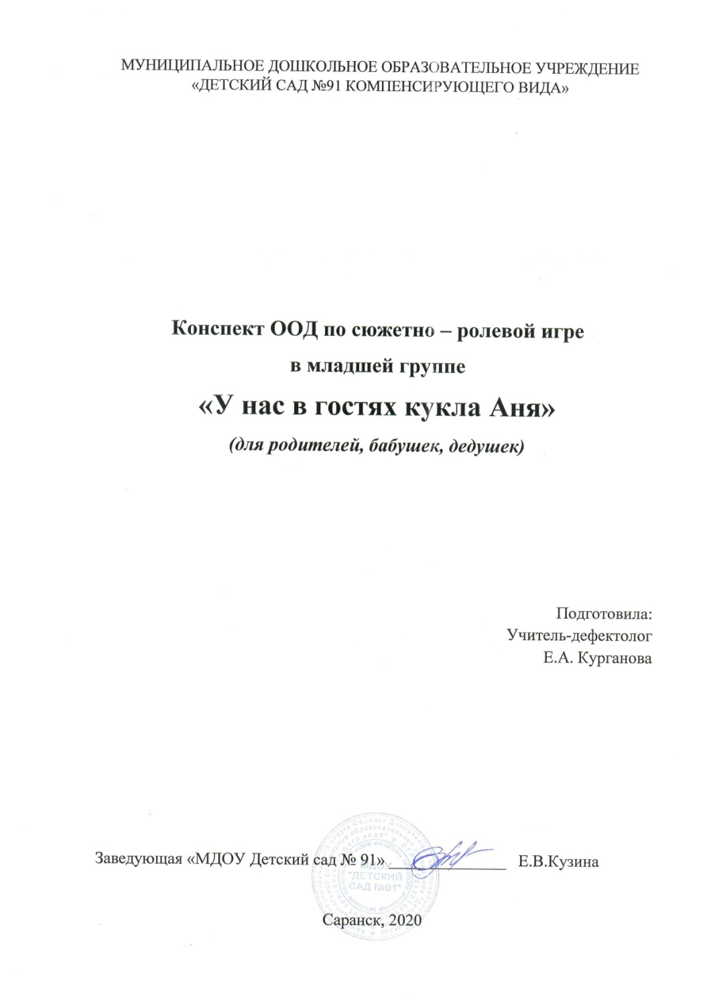 МУНИЦИПАЛЬНОЕ ДОШКОЛЬНОЕ ОБРАЗОВАТЕЛЬНОЕ УЧРЕЖДЕНИЕ
«ДЕТСКИЙ САД №91 КОМПЕНСИРУЮЩЕГО ВИДА»
Конспект ООД по сюжетно – ролевой игре
в младшей группе
«У нас в гостях кукла Аня»
(для родителей, бабушек, дедушек)
Подготовила:
Учитель-дефектолог
Е.А. Курганова
Заведующая «МДОУ Детский сад № 91» ______________ Е.В.Кузина
МДОУ
"ДЕТСКИЙ
САД №91"
Саранск, 2020